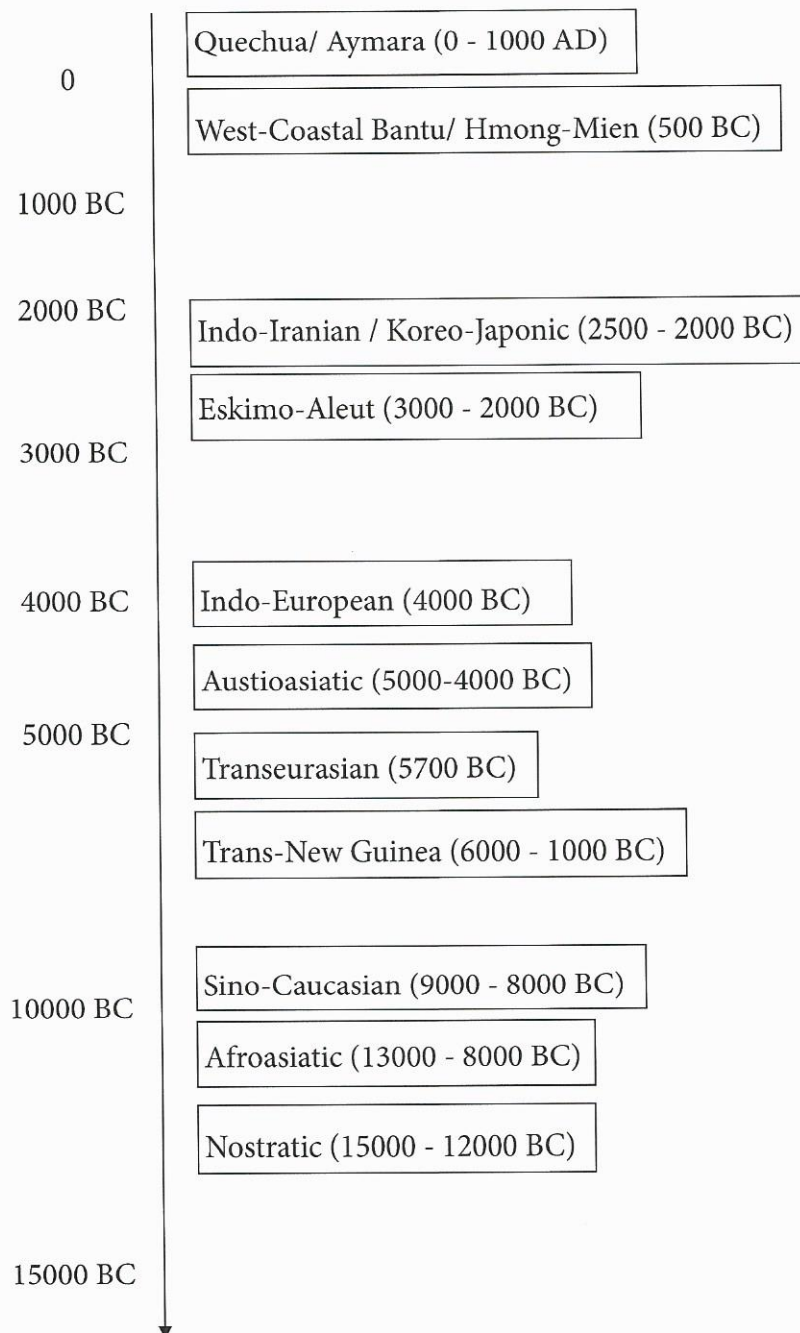 Quechua/ Aymara (0 - 1000 AD)
0
West-Coastal Bantu/ Hmong-Mien (500 BC)
1000 BC
2000 BC
Indo-Iranian / Koreo-Japonic (2500 - 2000 BC)
Eskimo-Aleut (3000 - 2000 BC)
3000 BC
4000 BC
Indo-European (4000 BC)
Austioasiatic (5000-4000 BC)
5000 BC
Transeurasian (5700 BC)
Trans-New Guinea (6000 - 1000 BC)
Sino-Caucasian (9000 - 8000 BC)
10000 BC
Afroasiatic (13000 - 8000 BC)
Nostratic (15000 - 12000 BC)
15000 BC